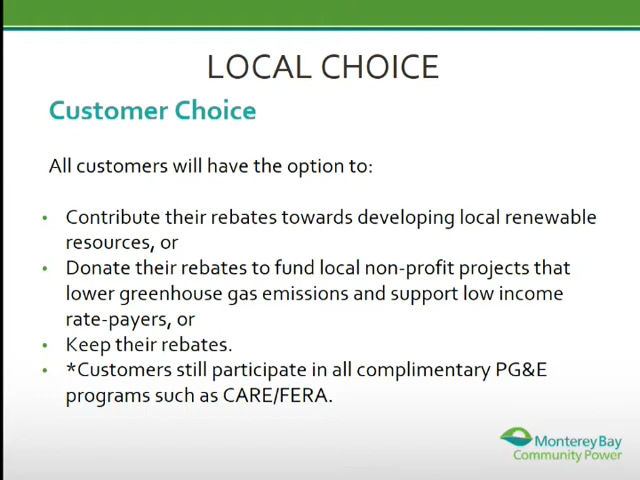 LOCAL CHOICE
Customer Choice
All customers will have the option to:
• Contribute their rebates towards developing local renewable
resources, or
• Donate their rebates to fund local non-profit projects that
lower greenhouse gas emissions and support low income
rate-payers, or
• Keep their rebates.
• *Customers still participate in all complimentary PG&E
programs such as CARE/FERA.
Monterey Bay
Community Power